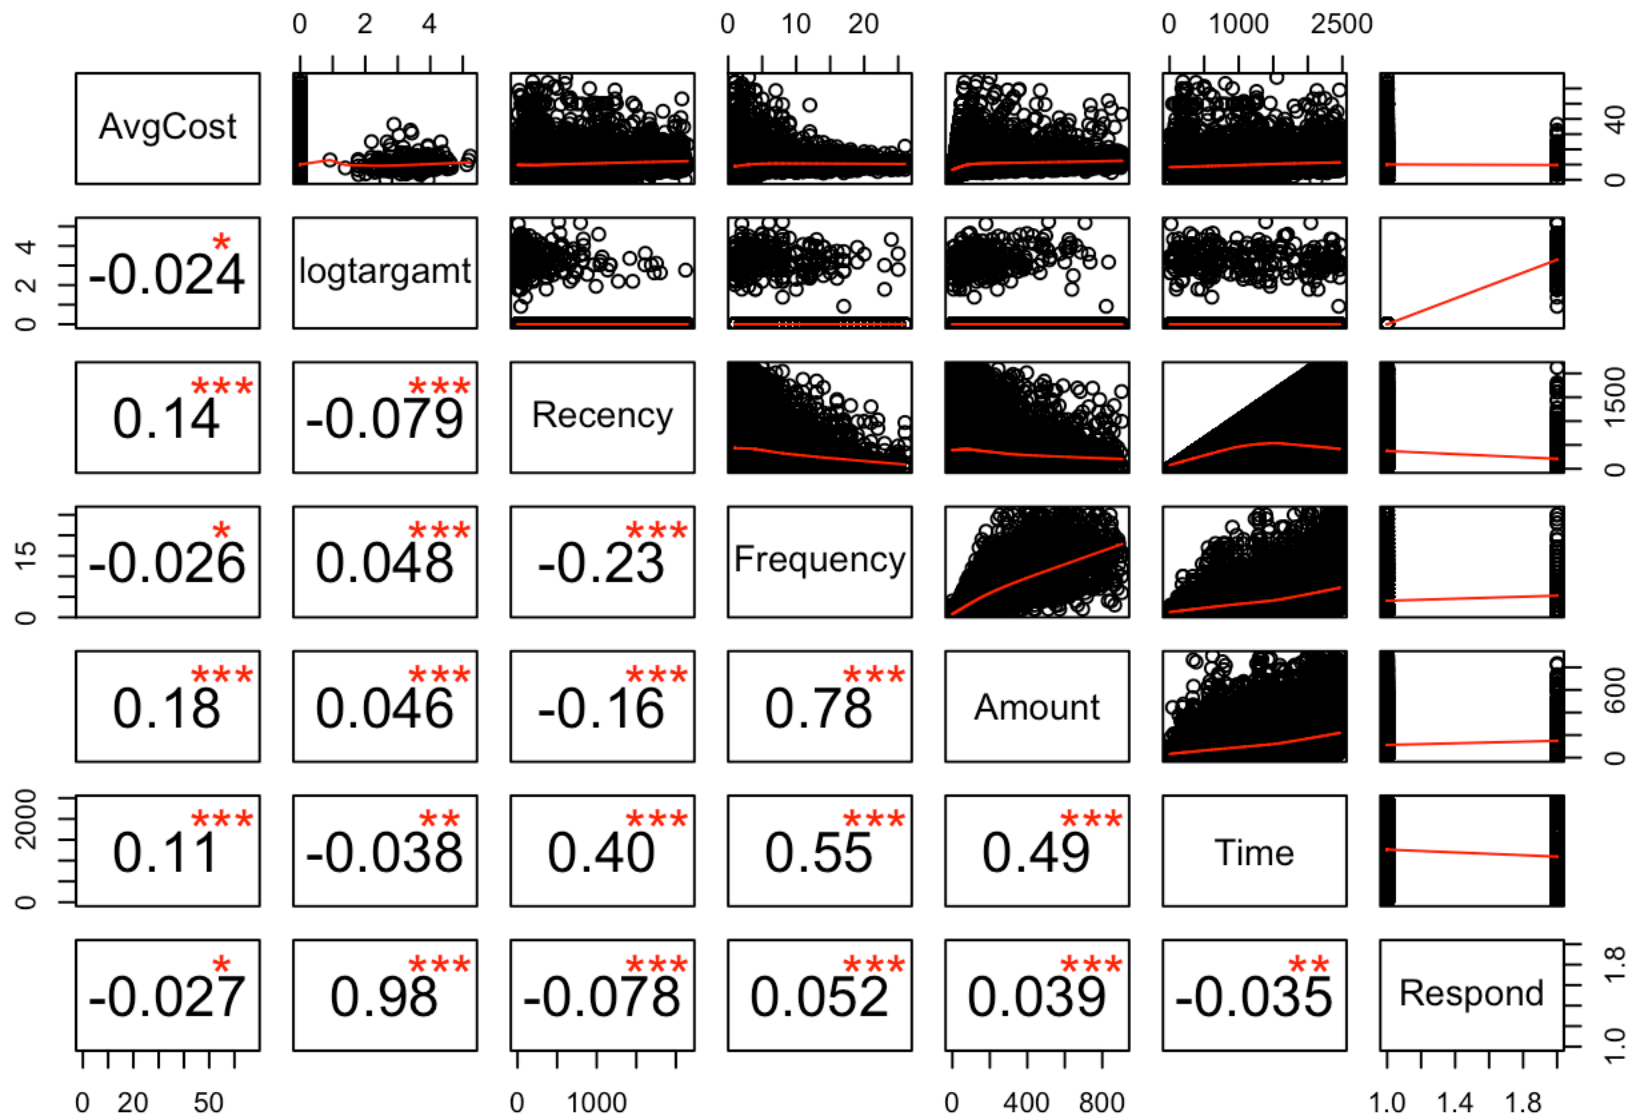 0 2 4 0 10 20 0 1000 2500
AvgCost
0 40
-0.024 * logtargamt
0 2 4
0.14 *** -0.079 *** Recency
0 1500
-0.026 * 0.048 *** -0.23 *** Frequency
0 15
0.18 *** 0.046 *** -0.16 *** 0.78 *** Amount
0 600
0.11 *** -0.038 ** 0.40 *** 0.55 *** 0.49 *** Time
0 2000
-0.027 * 0.98 *** -0.078 *** 0.052 *** 0.039 *** -0.035 ** Respond
1.0 1.8
0 20 50 0 1000 0 400 800 1.0 1.4 1.8